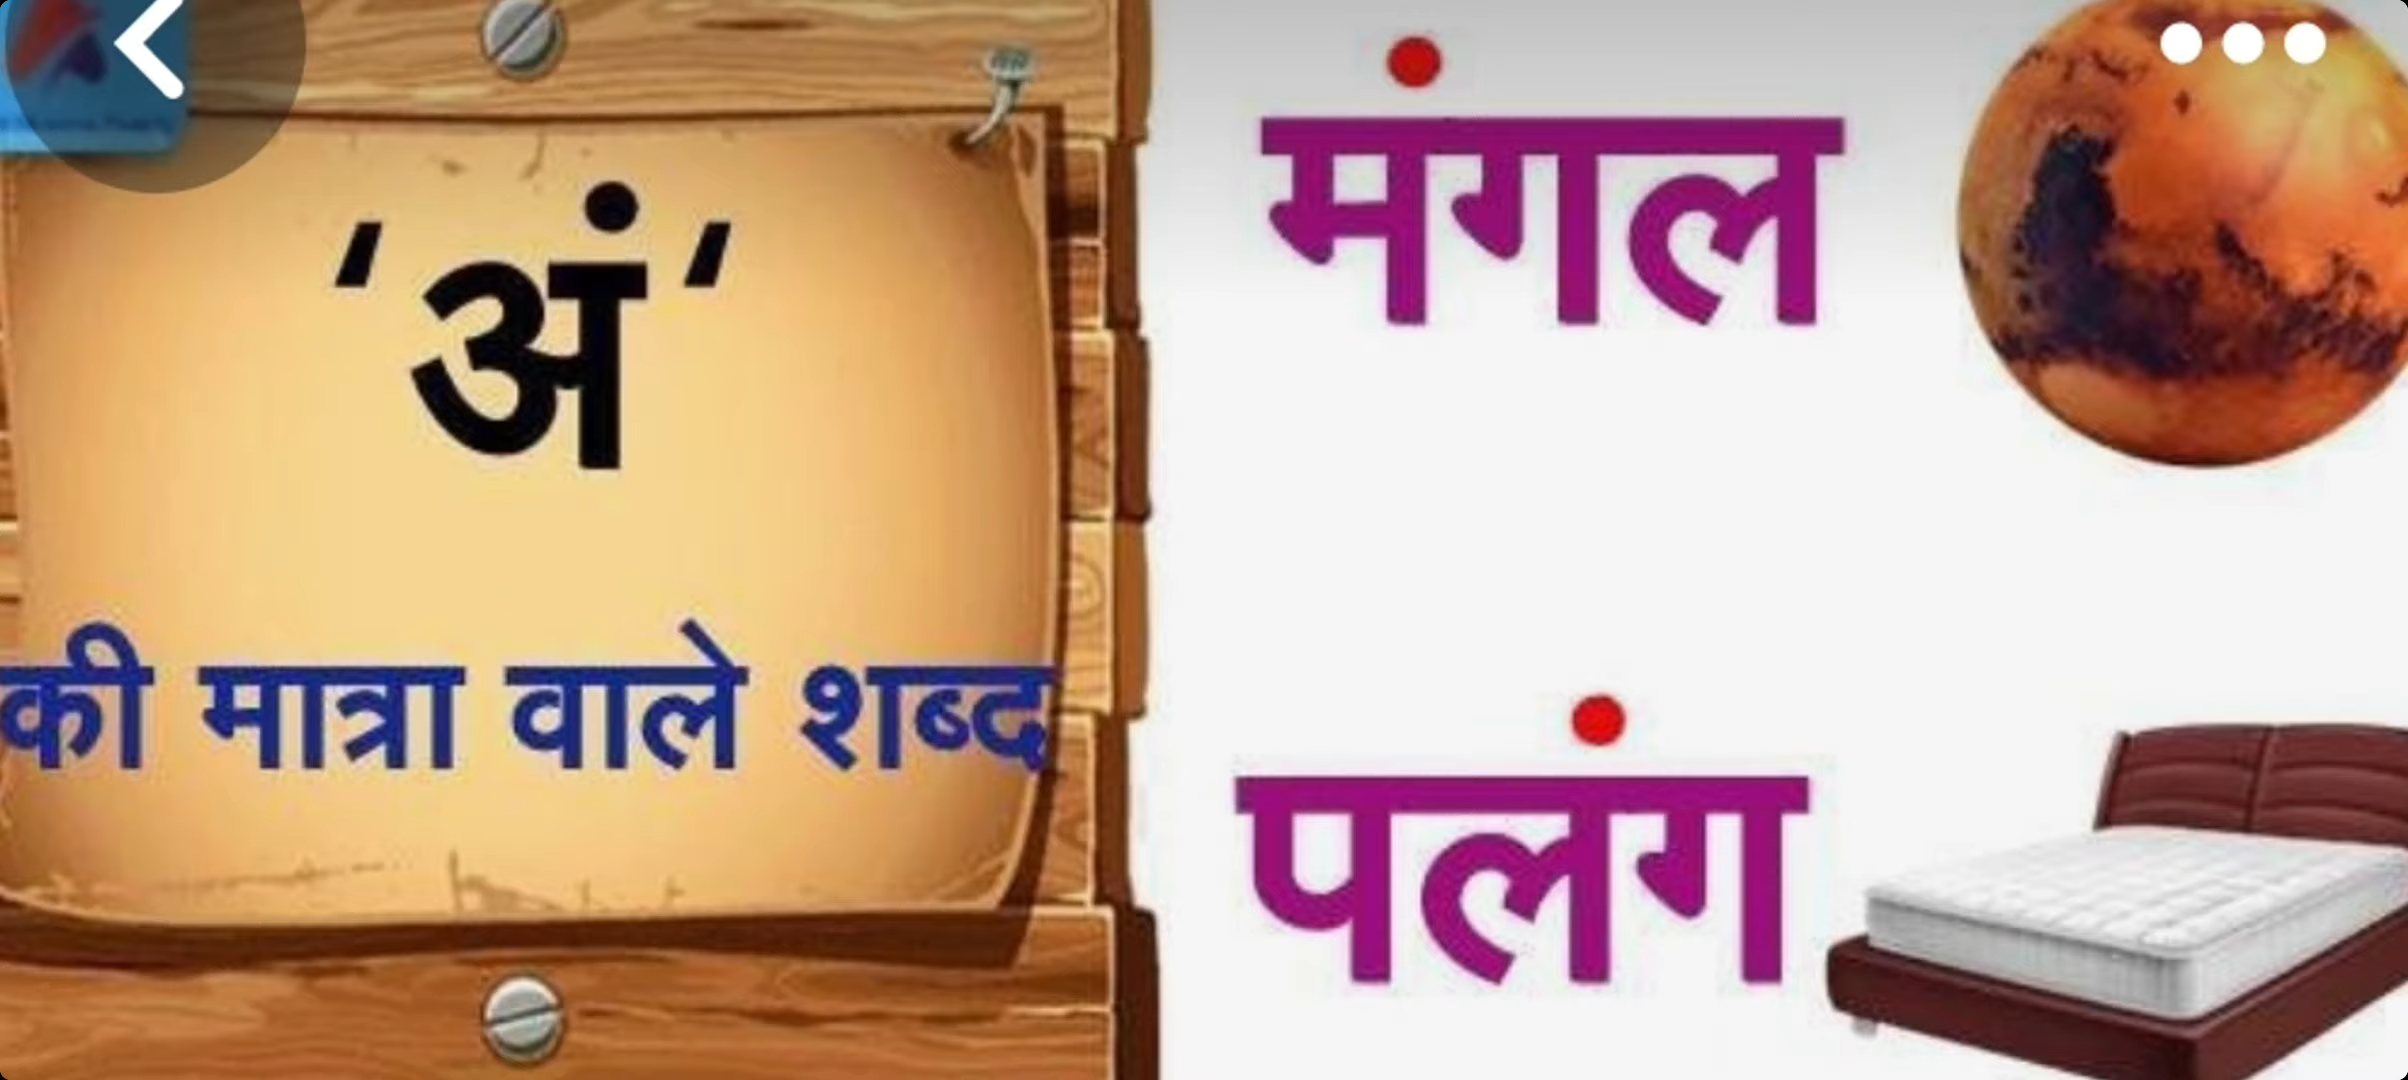 ‘अं‘
की मात्रा वाले शब्द
मंगल
पलंग